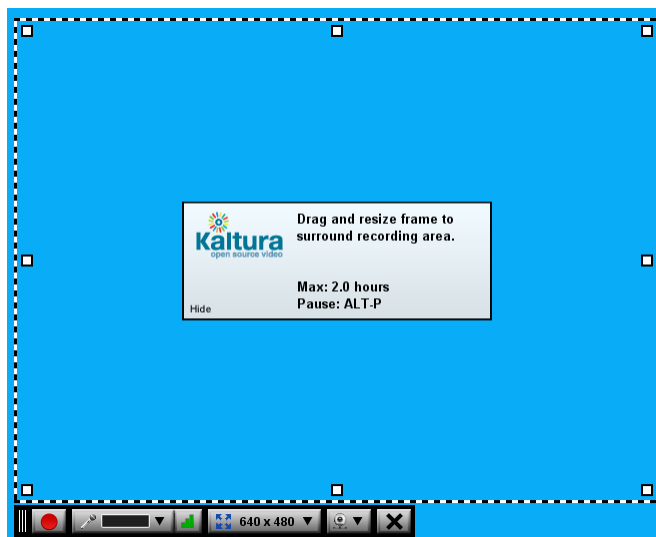 Kaltura
open source video
Drag and resize frame to
surround recording area.
Max: 2.0 hours
Pause: ALT-P
Hide
640 x 480